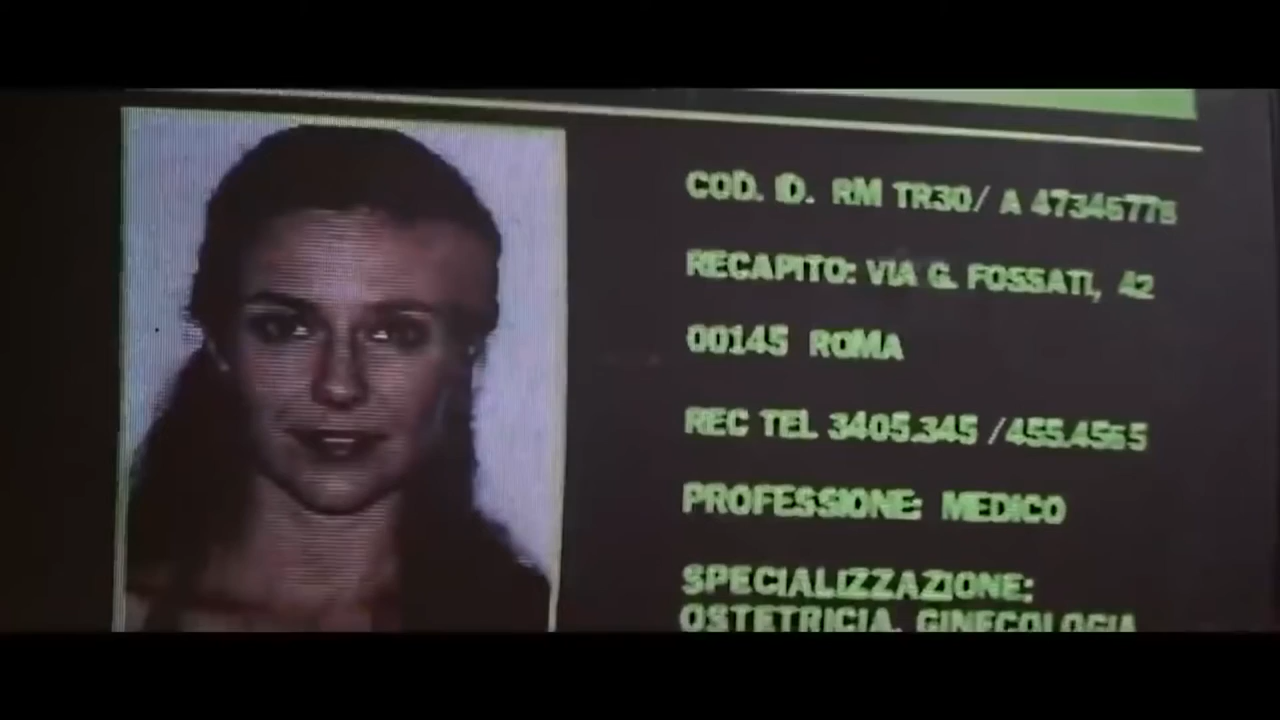 COD. ID. RM TR30/ A 473467778
RECAPITO: VIA G. FOSSATI, 42
00145 ROMA
REC TEL 3405.345 /455.4565
PROFESSIONE: MEDICO
SPECIALIZZAZIONE:
OSTETRICIA, GINECOLOGIA